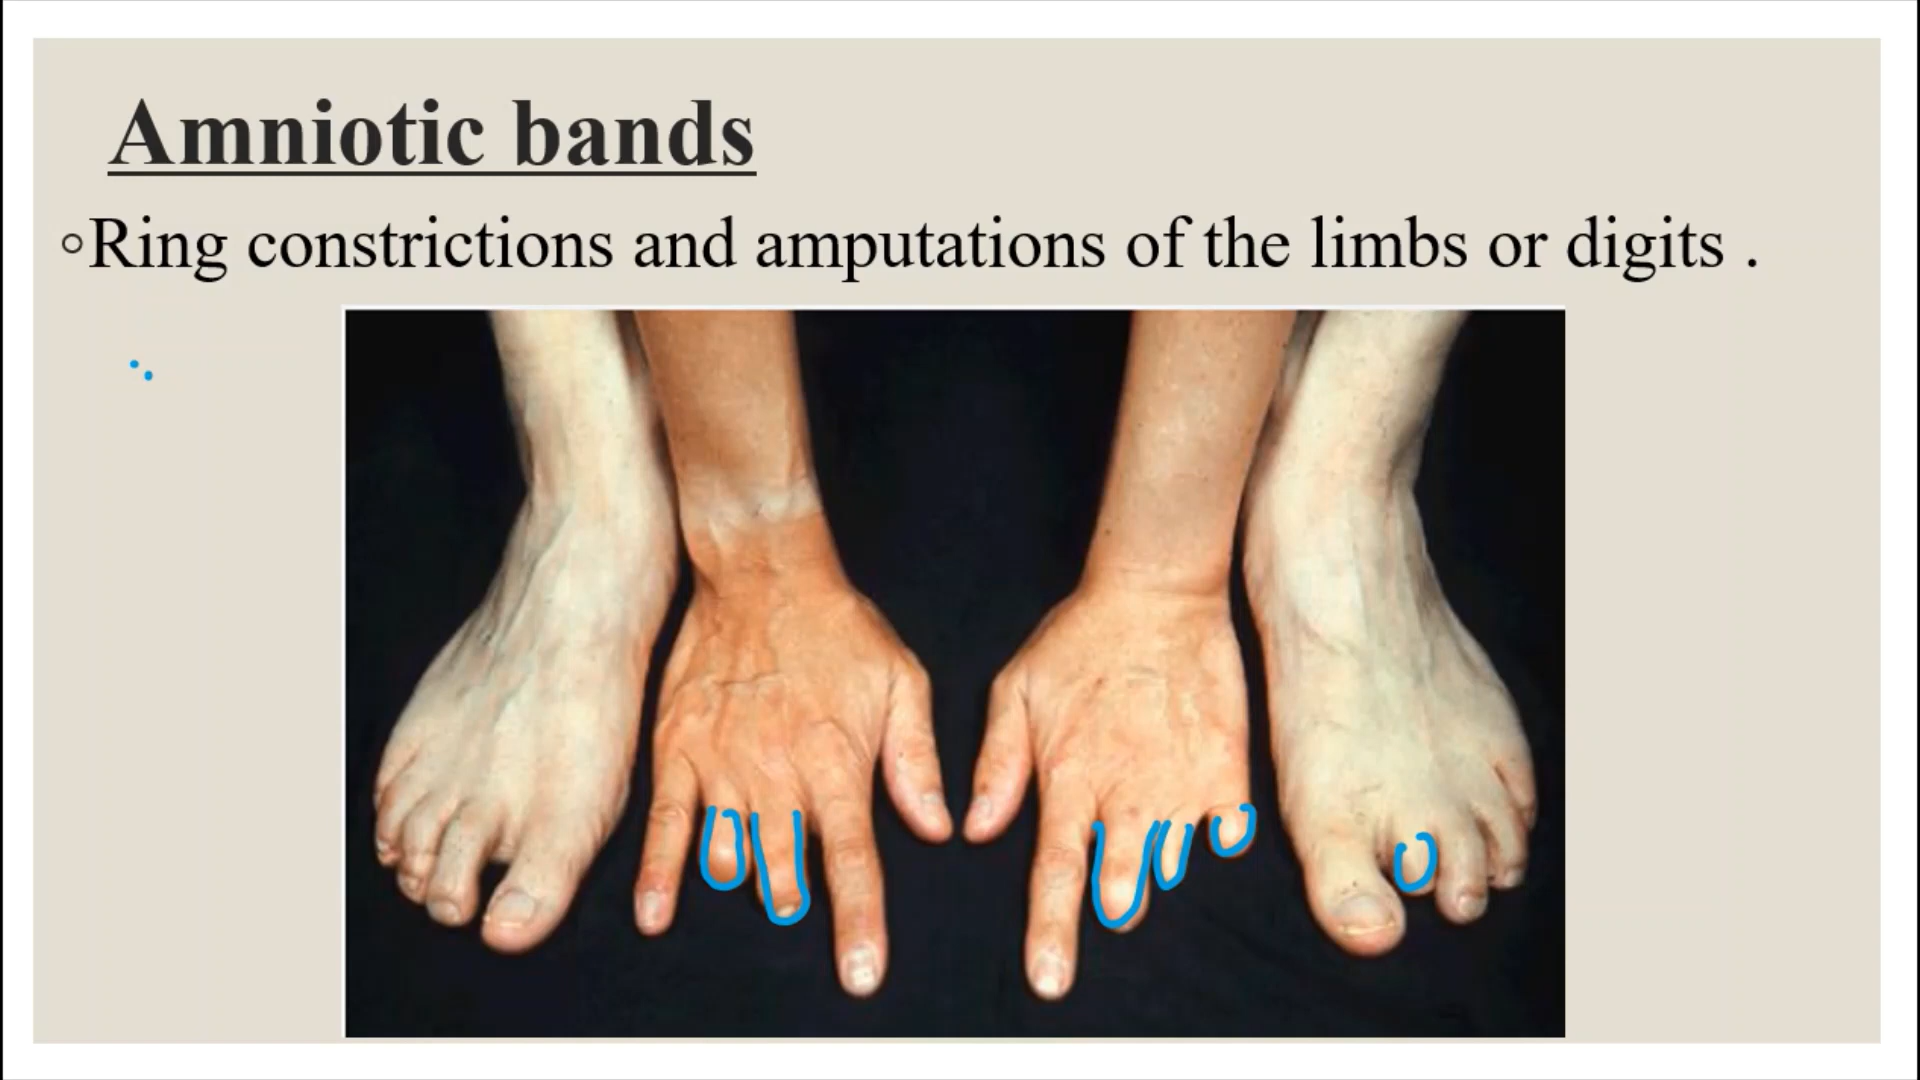 Amniotic bands
◦Ring constrictions and amputations of the limbs or digits .